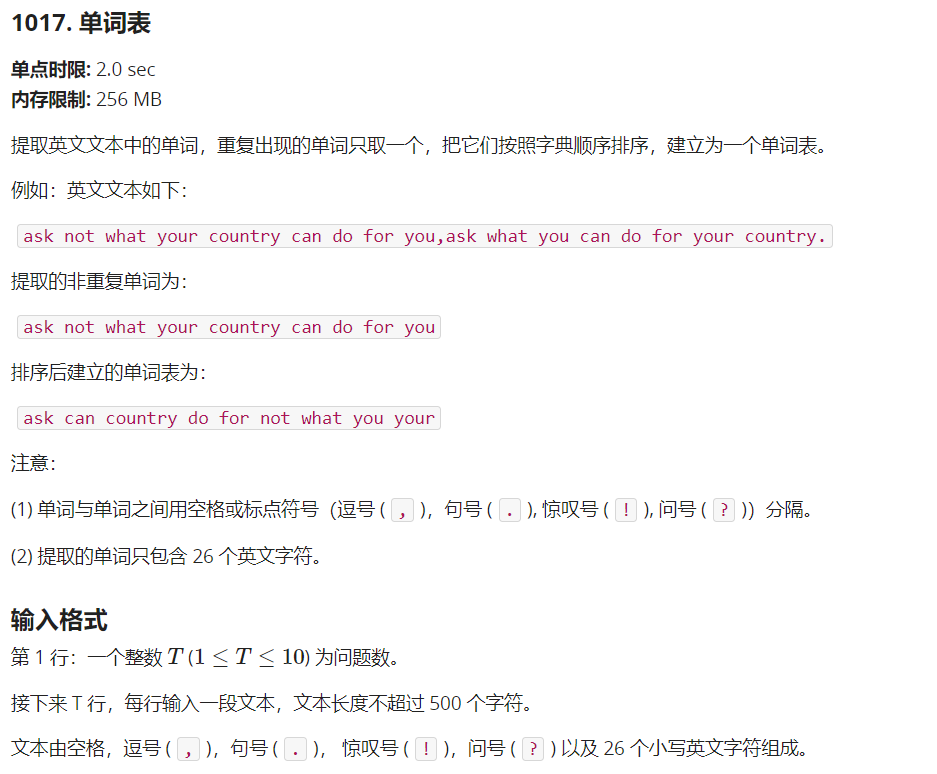 1017. 单词表
单点时限: 2.0 sec
内存限制: 256 MB
提取英文文本中的单词，重复出现的单词只取一个，把它们按照字典顺序排序，建立为一个单词表。
例如：英文文本如下：
ask not what your country can do for you,ask what you can do for your country.
提取的非重复单词为：
ask not what your country can do for you
排序后建立的单词表为：
ask can country do for not what you your
注意：
(1) 单词与单词之间用空格或标点符号（逗号 ( , )，句号 ( . ), 惊叹号 ( ! ), 问号 ( ? )）分隔。
(2) 提取的单词只包含 26 个英文字符。
输入格式
第 1 行：一个整数 T (1 ≤ T ≤ 10) 为问题数。
接下来 T 行，每行输入一段文本，文本长度不超过 500 个字符。
文本由空格，逗号 ( , )，句号 ( . )， 惊叹号 ( ! )，问号 ( ? ) 以及 26 个小写英文字符组成。